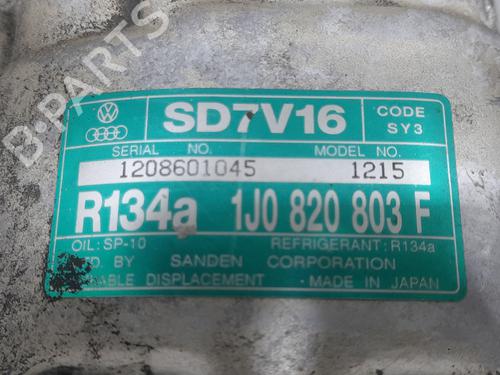 B-PARTS
SD7V16
CODE
SY3
SERIAL NO.
MODEL NO.
1208601045
1215
R134a 1J0 820 803 F
OIL:SP-10
REFRIGERANT:R134a
BY SANDEN CORPORATION
DISPLACEMENT - MADE IN JAPAN